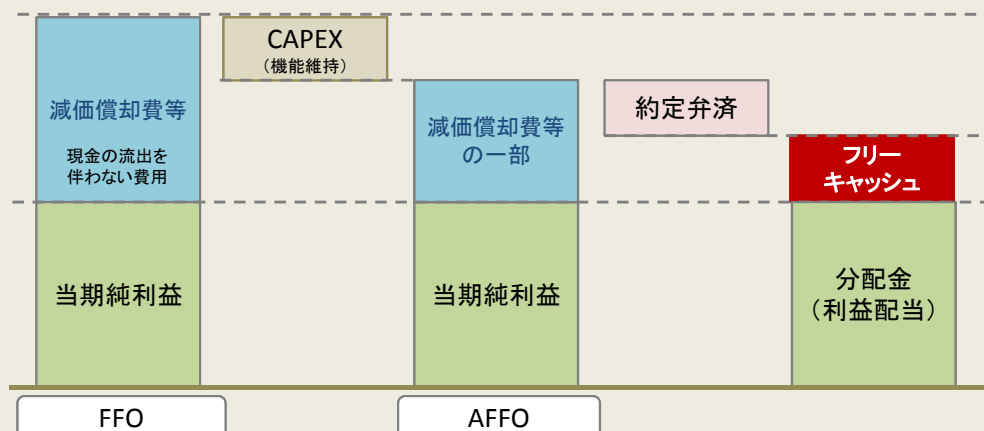 CAPEX
(機能維持)
減価償却費等
現金の流出を
伴わない費用
当期純利益
FFO
減価償却費等
の一部
当期純利益
AFFO
約定弁済
フリー
キャッシュ
分配金
(利益配当)